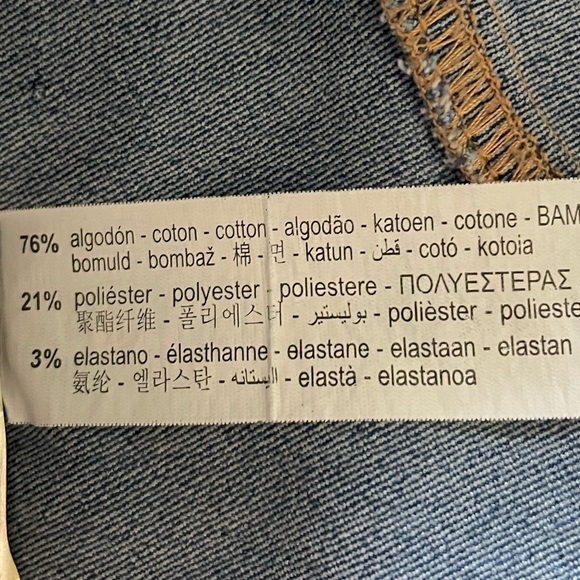 76% algodón - coton - cotton - algodão - katoen - cotone - BAM
bomuld - bombaž - 棉 - 면 - katun - قطن - cotó - kotoia
21% poliéster - polyester - poliestere - ΠΟΛΥΕΣΤΕΡΑΣ
聚酯纤维 - 폴리에스터 - بوليستير - polièster - polieste
3% elastano - élasthanne - elastane - elastaan - elastan
氨纶 - 엘라스탄 - اليستانه - elastà - elastanoa